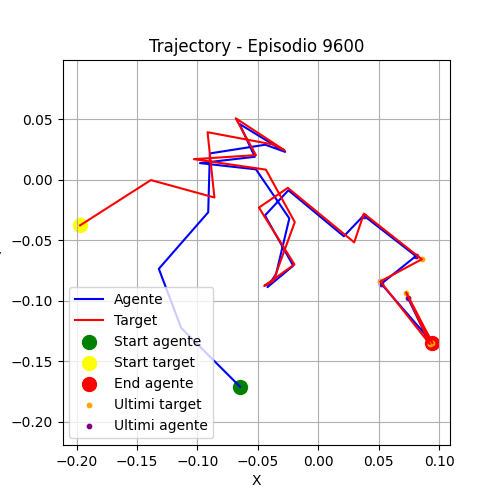 Trajectory - Episodio 9600
0.05
0.00
−0.05
−0.10
−0.15
−0.20
Agente
Target
Start agente
Start target
End agente
Ultimi target
Ultimi agente
−0.20 −0.15 −0.10 −0.05 0.00 0.05 0.10
X